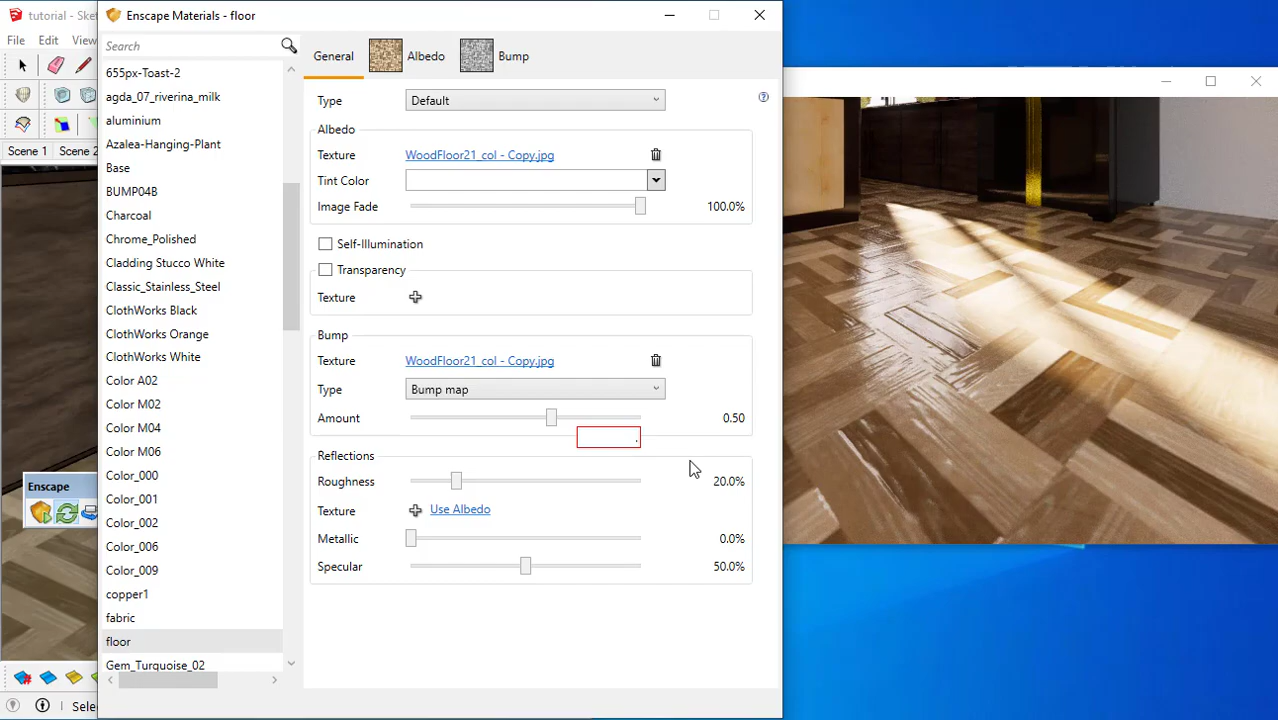 tutorial - Sk
File Edit View
Scene 1 Scene 2
Enscape
Sele
Enscape Materials - floor
Search
655px-Toast-2
agda_07_riverina_milk
aluminium
Azalea-Hanging-Plant
Base
BUMP04B
Charcoal
Chrome_Polished
Cladding Stucco White
Classic_Stainless_Steel
ClothWorks Black
ClothWorks Orange
ClothWorks White
Color A02
Color M02
Color M04
Color M06
Color_000
Color_001
Color_002
Color_006
Color_009
copper1
fabric
floor
Gem_Turquoise_02
General Albedo Bump
Type Default ?
Albedo
Texture WoodFloor21_col - Copy.jpg
Tint Color
Image Fade 100.0%
Self-Illumination
Transparency
Texture
Bump
Texture WoodFloor21_col - Copy.jpg
Type Bump map
Amount 0.50
.
Reflections
Roughness 20.0%
Texture Use Albedo
Metallic 0.0%
Specular 50.0%